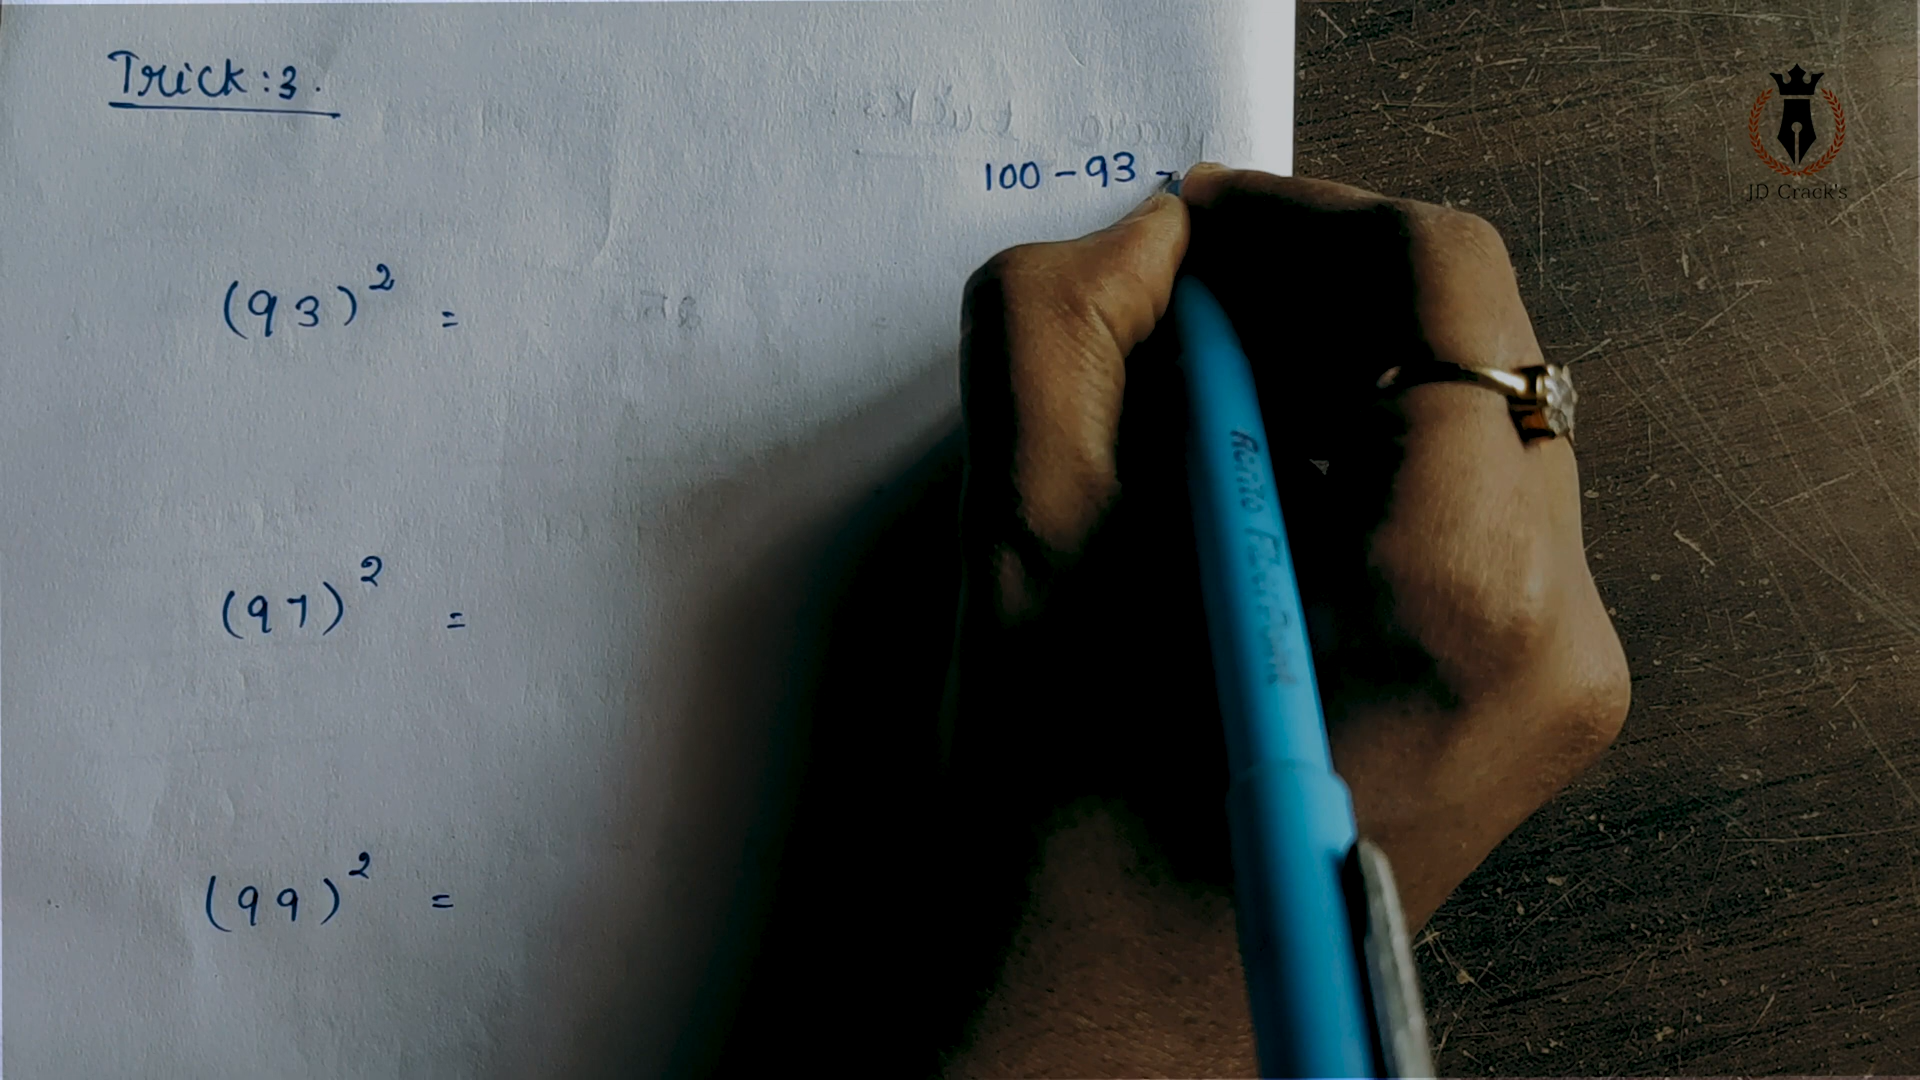 Trick:3.
100-93 -
(93)² =
(97)² =
(99)² =
JD Crack's